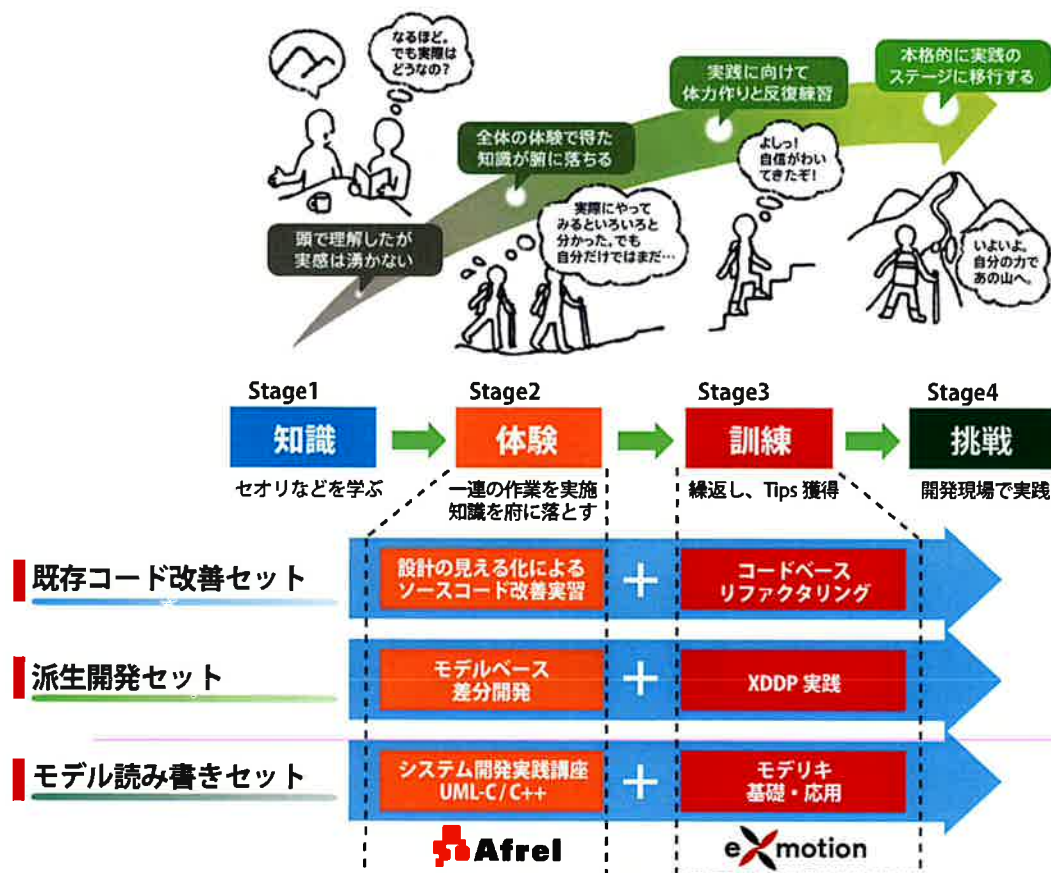 なるほど。
でも実際は
どうなの？
本格的に実践の
ステージに移行する
実践に向けて
体力作りと反復練習
全体の体験で得た
知識が腑に落ちる
よしっ！
自信がわい
てきたぞ！
頭で理解したが
実感は湧かない
実際にやって
みるといろいろと
分かった。でも
自分だけではまだ…
いよいよ。
自分の力で
あの山へ。
Stage1
Stage2
Stage3
Stage4
知識
体験
訓練
挑戦
セオリなどを学ぶ
一連の作業を実施
知識を府に落とす
繰返し、Tips 獲得
開発現場で実践
既存コード改善セット
設計の見える化による
ソースコード改善実習
+
コードベース
リファクタリング
派生開発セット
モデルベース
差分開発
+
XDDP 実践
モデル読み書きセット
システム開発実践講座
UML-C/C++
+
モデリキ
基礎・応用
Afrel
eXmotion